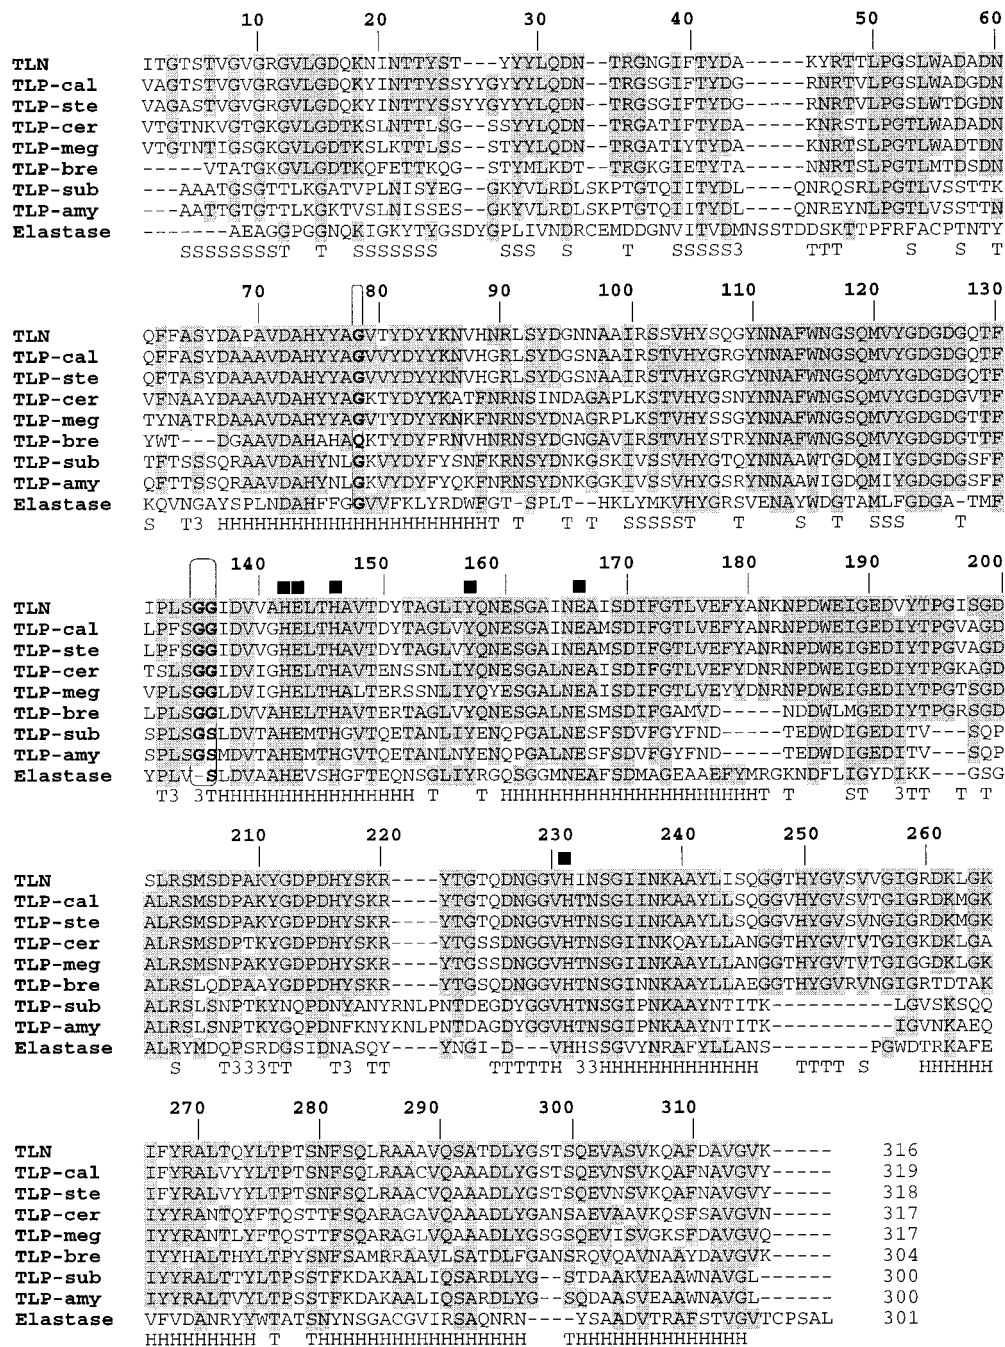 10 20 30 40 50 60
TLN ITGTSTVGVGRGVLGDQKNINTTYST---YYYLQDN--TRGNGIFTYDA----KYRTTLPGSLWADADN
TLP-cal VAGTSTVGVGRGVLGDQKYINTTYSSYYGYYYLQDN--TRGSGIFTYDG----RNRTVLPGSLWADGDN
TLP-ste VAGASTVGVGRGVLGDQKYINTTYSSYYGYYYLQDN--TRGSGIFTYDG----RNRTVLPGSLWTDGDN
TLP-cer VTGTNKVGTGKGVLGDTKSLNTTLSG--SSYYLQDN--TRGATIFTYDA----KNRSTLPGTLWADADN
TLP-meg VTGTNTIGSGKGVLGDTKSLKTTLSS--STYYLQDN--TRGATIYTYDA----KNRTSLPGTLWADTDN
TLP-bre -----VTATGKGVLGDTKQFETTKQG--STYMLKDT--TRGKGIETYTA----NNRTSLPGTLMTDSDN
TLP-sub ---AAATGSGTTLKGATVPLNISYEG--GKYVLRDLSKPTGTQIITYDL----QNRQSRLPGTLVSSTTK
TLP-amy ---AATTGTGTTLKGKTVSLNISSES--GKYVLRDLSKPTGTQIITYDL----QNREYNLPGTLVSSTTN
Elastase -------AEAGGPGGNQKIGKYTYGSDYGPLIVNDRCEMDDGNVITVDMNSSTDDSKTTPFRFACPTNTY
SSSSSSSST T SSSSSSS SSS S T SSSSS3 TTT S S S T
70 80 90 100 110 120 130
TLN QFFASYDAPAVDAHYYAGVTYDYYKNVHNRLSYDGNNAAIRSSVHYSQGYNNAFWNGSQMVYGDGDGQTF
TLP-cal QFFASYDAAAVDAHYYAGVVYDYYKNVHGRLSYDGSNAAIRSTVHYGRGYNNAFWNGSQMVYGDGDGQTF
TLP-ste QFTASYDAAAVDAHYYAGVVYDYYKNVHGRLSYDGSNAAIRSTVHYGRGYNNAFWNGSQMVYGDGDGQTF
TLP-cer VFNAAYDAAAVDAHYYAGKTYDYYKATFNRNSINDAGAPLKSTVHYGSNYNNAFWNGSQMVYGDGDGVTF
TLP-meg TYNATRDAAAVDAHYYAGVTYDYYKNKFNRNSYDNAGRPLKSTVHYSSGYNNAFWNGSQMVYGDGDGTTF
TLP-bre YWT---DGAAVDAHAHAQKTYDYFRNVHNRNSYDGNGAVIRSTVHYSTRYNNAFWNGSQMVYGDGDGTTF
TLP-sub TFTSSSQRAAVDAHYNLGKVYDYFYSNFKRNSYDNKGSKIVSSVHYGTQYNNAAWTGDQMIYGDGDGSFF
TLP-amy QFTTSSQRAAVDAHYNLGKVYDYFYQKFNRNSYDNKGGKIVSSVHYGSRYNNAAWIGDQMIYGDGDGSFF
Elastase KQVNGAYSPLNDAHFFGGVVFKLYRDWFGT-SPLT--HKLYMKVHYGRSVENAYWDGTAMLFGDGA-TMF
S T3 HHHHHHHHHHHHHHHHHHHHHHT T T T SSSSST T S T SSS T
140 150 160 170 180 190 200
TLN IPLSGGIDVVAHELTHAVTDYTAGLIYQNESGAINEAISDIFGTLVEFYANKNPDWEIGEDVYTPGISGD
TLP-cal LPFSGGIDVVGHELTHAVTDYTAGLVYQNESGAINEAMSDIFGTLVEFYANRNPDWEIGEDIYTPGVAGD
TLP-ste LPFSGGIDVVGHELTHAVTDYTAGLVYQNESGAINEAMSDIFGTLVEFYANRNPDWEIGEDIYTPGVAGD
TLP-cer TSLSGGIDVIGHELTHAVTENSSNLIYQNESGALNEAISDIFGTLVEFYDNRNPDWEIGEDIYTPGKAGD
TLP-meg VPLSGGLDVIGHELTHALTERSSNLIYQYESGALNEAISDIFGTLVEYYDNRNPDWEIGEDIYTPGTSGD
TLP-bre LPLSGGLDVVAHELTHAVTERTAGLVYQNESGALNESMSDIFGAMVD-----NDDWLMGEDIYTPGRSGD
TLP-sub SPLSGSLDVTAHEMTHGVTQETANLIYENQPGALNESFSDVFGYFND-----TEDWDIGEDITV---SQP
TLP-amy SPLSGSMDVTAHEMTHGVTQETANLNYENQPGALNESFSDVFGYFND-----TEDWDIGEDITV---SQP
Elastase YPLV-SLDVAAHEVSHGFTEQNSGLIYRGQSGGMNEAFSDMAGEAAEFYMRGKNDFLIGYDIKK---GSG
T3 3THHHHHHHHHHHHHHHH T T HHHHHHHHHHHHHHHHHHHHHT T ST 3TT T T
210 220 230 240 250 260
TLN SLRSMSDPAKYGDPDHYSKR----YTGTQDNGGVHINSGIINKAAYLISQGGTHYGVSVVGIGRDKLGK
TLP-cal ALRSMSDPAKYGDPDHYSKR----YTGTQDNGGVHTNSGIINKAAYLLSQGGVHYGVSVTGIGRDKMGK
TLP-ste ALRSMSDPAKYGDPDHYSKR----YTGTQDNGGVHTNSGIINKAAYLLSQGGVHYGVSVNGIGRDKMGK
TLP-cer ALRSMSDPTKYGDPDHYSKR----YTGSSDNGGVHTNSGIINKQAYLLANGGTHYGVTVTGIGKDKLGA
TLP-meg ALRSMSNPAKYGDPDHYSKR----YTGSSDNGGVHTNSGIINKAAYLLANGGTHYGVTVTGIGGDKLGK
TLP-bre ALRSLQDPAAYGDPDHYSKR----YTGSQDNGGVHTNSGINNKAAYLLAEGGTHYGVRVNGIGRTDTAK
TLP-sub ALRSLSNPTKYNQPDNYANYRNLPNTDEGDYGGVHTNSGIPNKAAYNTITK----------LGVSKSQQ
TLP-amy ALRSLSNPTKYGQPDNFKNYKNLPNTDAGDYGGVHTNSGIPNKAAYNTITK----------IGVNKAEQ
Elastase ALRYMDQPSRDGSIDNASQY----YNGI-D---VHHSSGVYNRAFYLLANS--------PGWDTRKAFE
S T333TT T3 TT TTTTTH 33HHHHHHHHHHHHH TTTT S HHHHHH
270 280 290 300 310
TLN IFYRALTQYLTPTSNFSQLRAAAVQSATDLYGSTSQEVASVKQAFDAVGVK------ 316
TLP-cal IFYRALVYYLTPTSNFSQLRAACVQAAADLYGSTSQEVNSVKQAFNAVGVY------ 319
TLP-ste IFYRALVYYLTPTSNFSQLRAACVQAAADLYGSTSQEVNSVKQAFNAVGVY------ 318
TLP-cer IYYRANTQYFTQSTTFSQARAGAVQAAADLYGANSAEVAAVKQSFSAVGVN------ 317
TLP-meg IYYRANTLYFTQSTTFSQARAGLVQAAADLYGSGSQEVISVGKSFDAVGVQ------ 317
TLP-bre IYYHALTHYLTPYSNFSAMRRAAVLSATDLFGANSRQVQAVNAAYDAVGVK------ 304
TLP-sub IYYRALTTYLTPSSTFKDAKAALIQSARDLYG--STDAAKVEAAWNAVGL------- 300
TLP-amy IYYRALTVYLTPSSTFKDAKAALIQSARDLYG--SQDAASVEAAWNAVGL------- 300
Elastase VFVDANRYYWTATSNYNSGACGVIRSAQNRN----YSAADVTRAFSTVGVTCPSAL 301
HHHHHHHHH T THHHHHHHHHHHHHHHHH THHHHHHHHHHHHHH